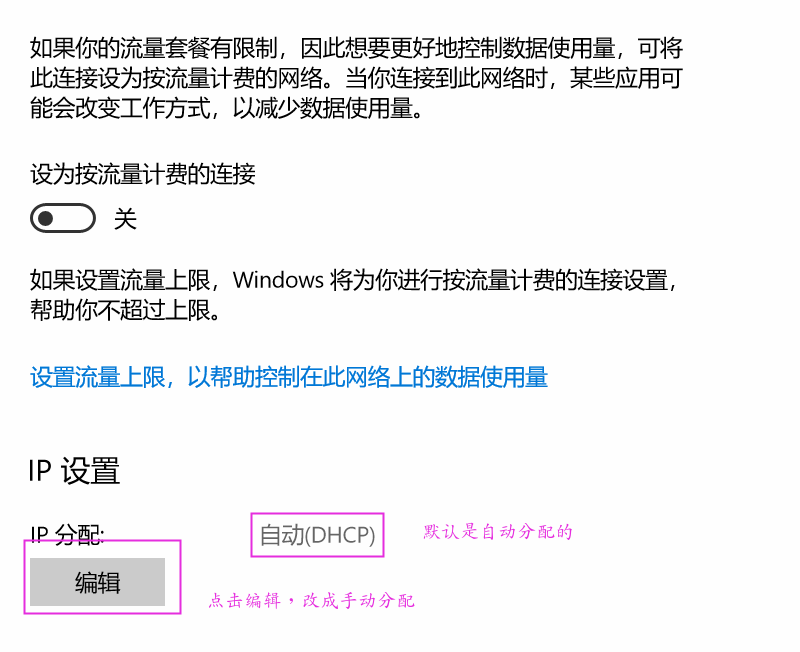 如果你的流量套餐有限制，因此想要更好地控制数据使用量，可将
此连接设为按流量计费的网络。当你连接到此网络时，某些应用可
能会改变工作方式，以减少数据使用量。
设为按流量计费的连接
关
如果设置流量上限，Windows 将为你进行按流量计费的连接设置，
帮助你不超过上限。
设置流量上限，以帮助控制在此网络上的数据使用量
IP 设置
IP 分配: 自动(DHCP) 默认是自动分配的
编辑
点击编辑，改成手动分配